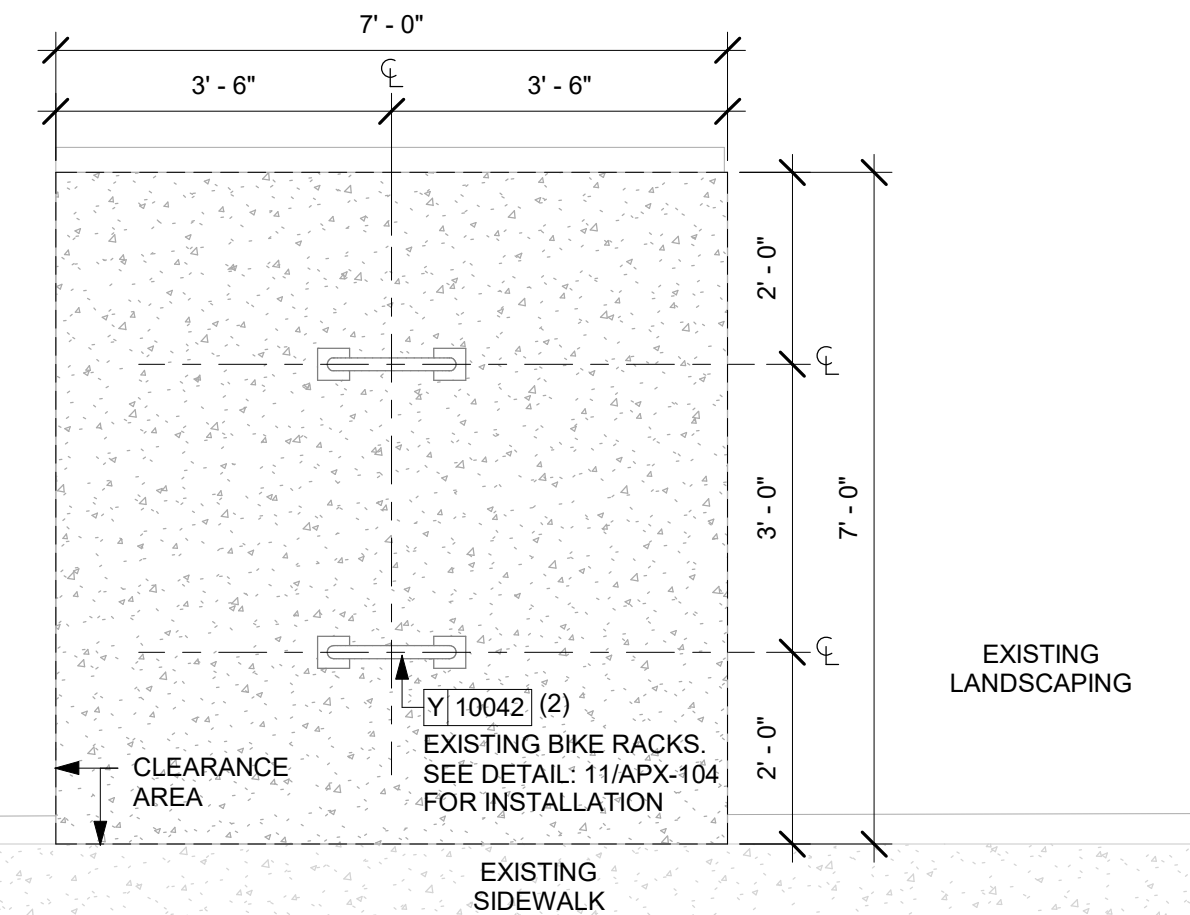 7' - 0"
℄
3' - 6"
3' - 6"
2' - 0"
℄
3' - 0"
7' - 0"
℄
EXISTING
LANDSCAPING
Y 10042 (2)
EXISTING BIKE RACKS.
SEE DETAIL: 11/APX-104
FOR INSTALLATION
2' - 0"
CLEARANCE
AREA
EXISTING
SIDEWALK